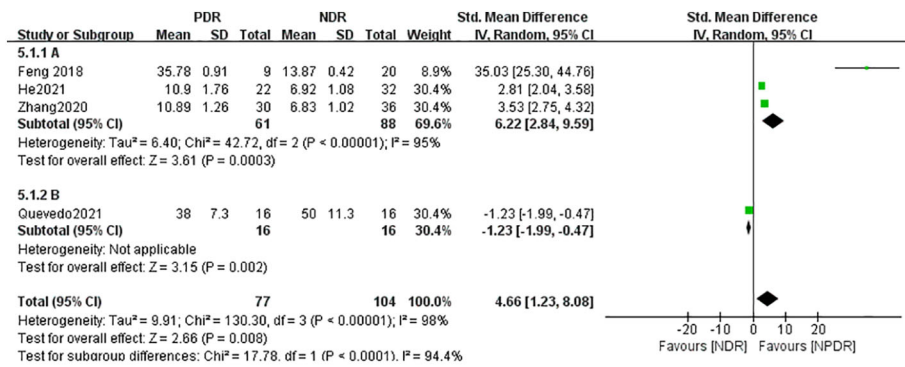 PDR NDR Std. Mean Difference Std. Mean Difference
Study or Subgroup Mean SD Total Mean SD Total Weight IV, Random, 95% CI IV, Random, 95% CI
5.1.1 A
Feng 2018 35.78 0.91 9 13.87 0.42 20 8.9% 35.03 [25.30, 44.76]
He2021 10.9 1.76 22 6.92 1.08 32 30.4% 2.81 [2.04, 3.58]
Zhang2020 10.89 1.26 30 6.83 1.02 36 30.4% 3.53 [2.75, 4.32]
Subtotal (95% CI) 61 88 69.6% 6.22 [2.84, 9.59]
Heterogeneity: Tau² = 6.40; Chi² = 42.72, df = 2 (P < 0.00001); I² = 95%
Test for overall effect: Z = 3.61 (P = 0.0003)
5.1.2 B
Quevedo2021 38 7.3 16 50 11.3 16 30.4% -1.23 [-1.99, -0.47]
Subtotal (95% CI) 16 16 30.4% -1.23 [-1.99, -0.47]
Heterogeneity: Not applicable
Test for overall effect: Z = 3.15 (P = 0.002)
Total (95% CI) 77 104 100.0% 4.66 [1.23, 8.08]
Heterogeneity: Tau² = 9.91; Chi² = 130.30, df = 3 (P < 0.00001); I² = 98%
Test for overall effect: Z = 2.66 (P = 0.008)
Test for subgroup differences: Chi² = 17.78, df = 1 (P < 0.0001), I² = 94.4%
-20 -10 0 10 20
Favours [NDR] Favours [NPDR]